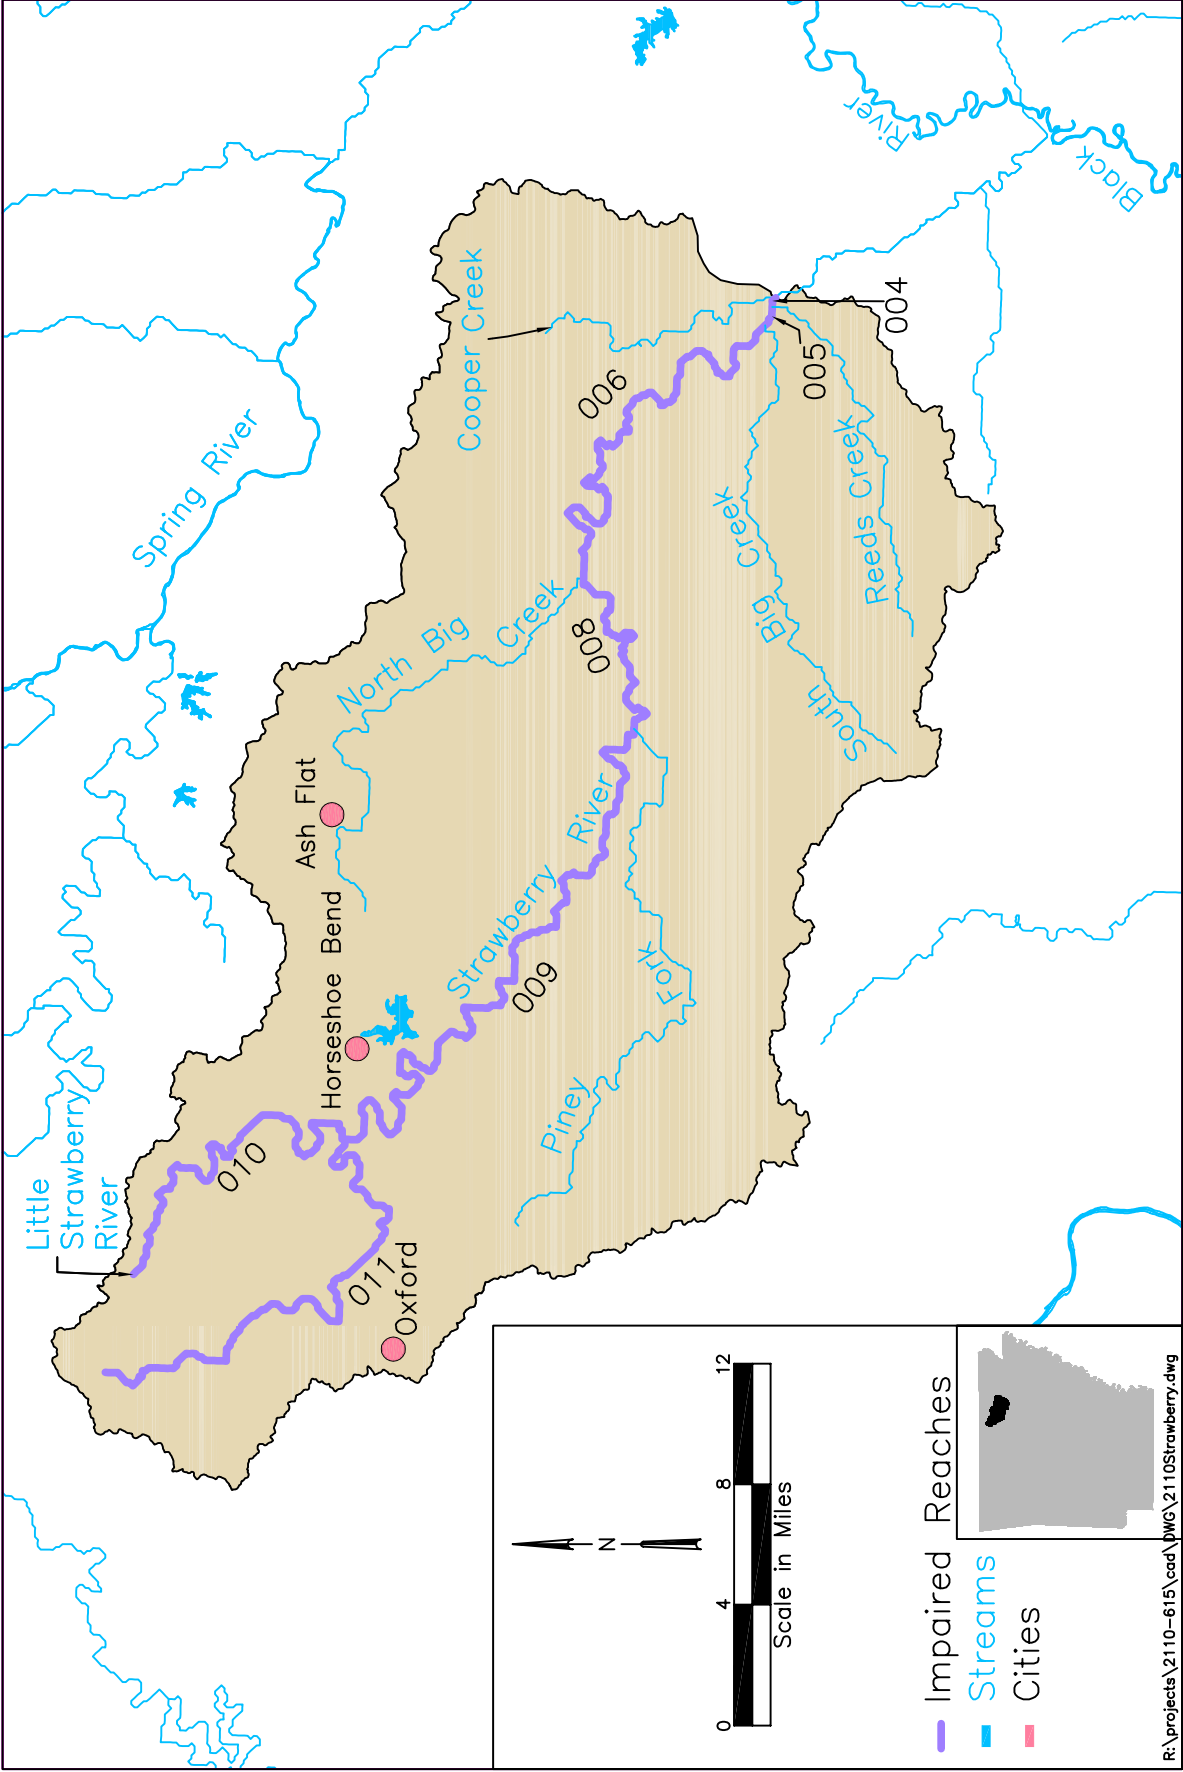 Little
Strawberry
River
Spring River
Ash Flat
Horseshoe Bend
North Big
Creek
Cooper Creek
010
011
Oxford
Strawberry
River
009
008
006
Piney
Fork
South
Big
Creek
Reeds Creek
005
004
Black
River
N
0
4
8
12
Scale in Miles
Impaired Reaches
Streams
Cities
R:\projects\2110-615\cad\DWG\2110Strawberry.dwg